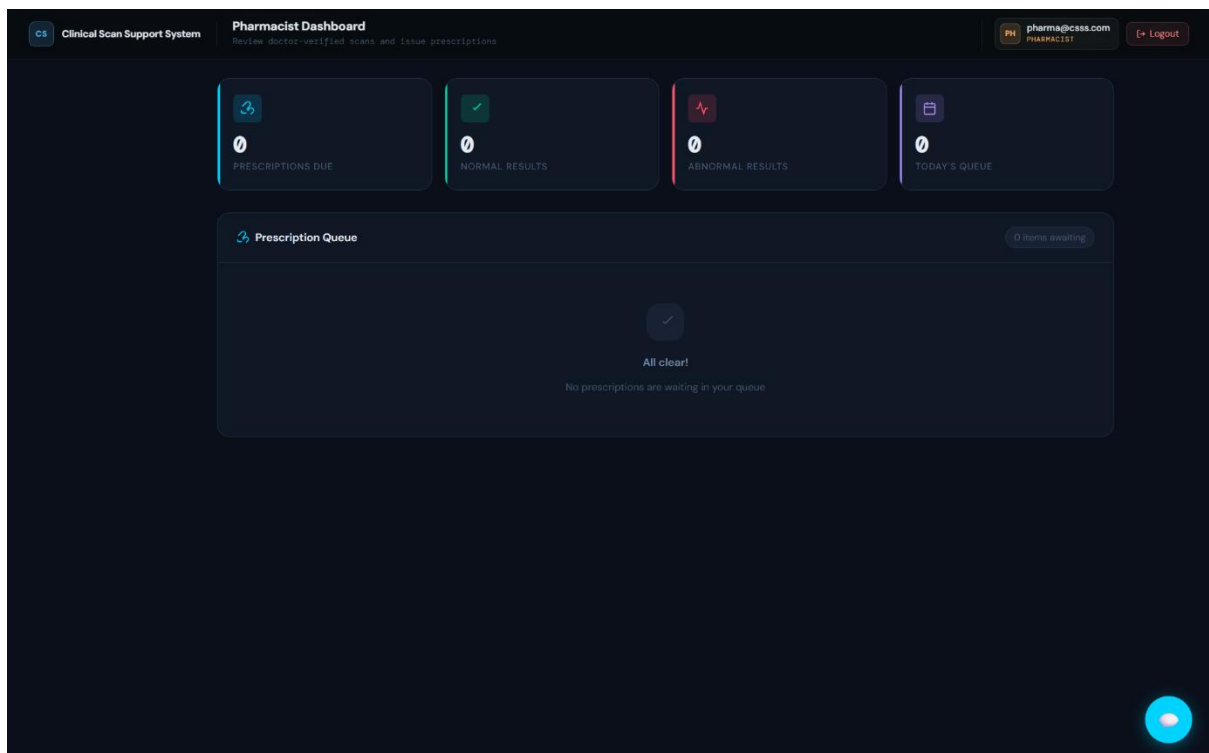 CS Clinical Scan Support System
Pharmacist Dashboard
Review doctor-verified scans and issue prescriptions
PH pharma@csss.com
PHARMACIST
Logout
0
PRESCRIPTIONS DUE
0
NORMAL RESULTS
0
ABNORMAL RESULTS
0
TODAY'S QUEUE
Prescription Queue
0 items awaiting
All clear!
No prescriptions are waiting in your queue